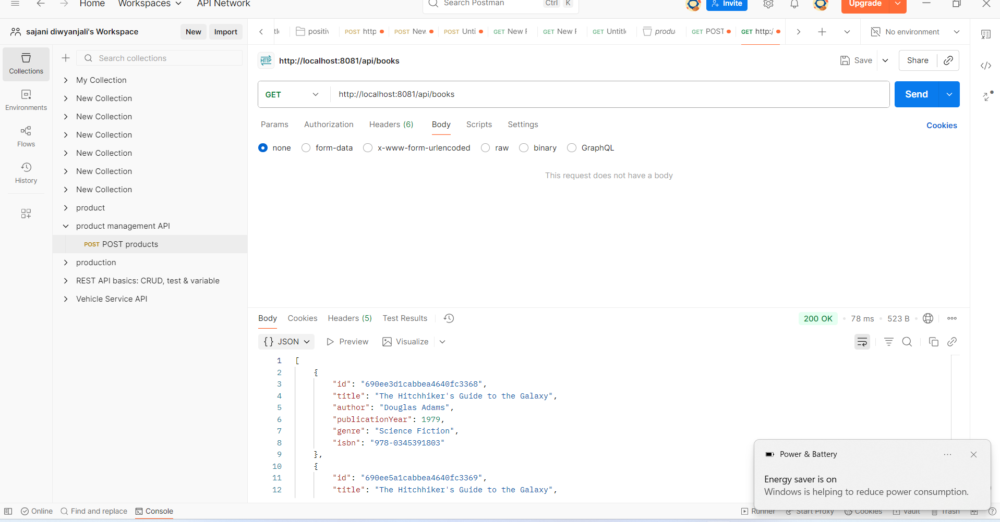 Home Workspaces API Network Search Postman Ctrl K Invite Upgrade
sajani diwyanjali's Workspace New Import
positiv POST http POST New POST Unti GET New F GET New F GET Untitle produ GET POST GET http:/ No environment
Collections
Environments
Flows
History
Search collections
My Collection
New Collection
New Collection
New Collection
New Collection
New Collection
New Collection
product
product management API
POST POST products
production
REST API basics: CRUD, test & variable
Vehicle Service API
HTTP http://localhost:8081/api/books Save Share
GET http://localhost:8081/api/books Send
Params Authorization Headers (6) Body Scripts Settings Cookies
none form-data x-www-form-urlencoded raw binary GraphQL
This request does not have a body
Body Cookies Headers (5) Test Results 200 OK 78 ms 523 B
{} JSON Preview Visualize
1 [
2 {
3 "id": "690ee3d1cabbea4640fc3368",
4 "title": "The Hitchhiker's Guide to the Galaxy",
5 "author": "Douglas Adams",
6 "publicationYear": 1979,
7 "genre": "Science Fiction",
8 "isbn": "978-0345391803"
9 },
10 {
11 "id": "690ee5a1cabbea4640fc3369",
12 "title": "The Hitchhiker's Guide to the Galaxy",
Power & Battery
Energy saver is on
Windows is helping to reduce power consumption.
Online Find and replace Console Runner Start Proxy Cookies Vault Trash